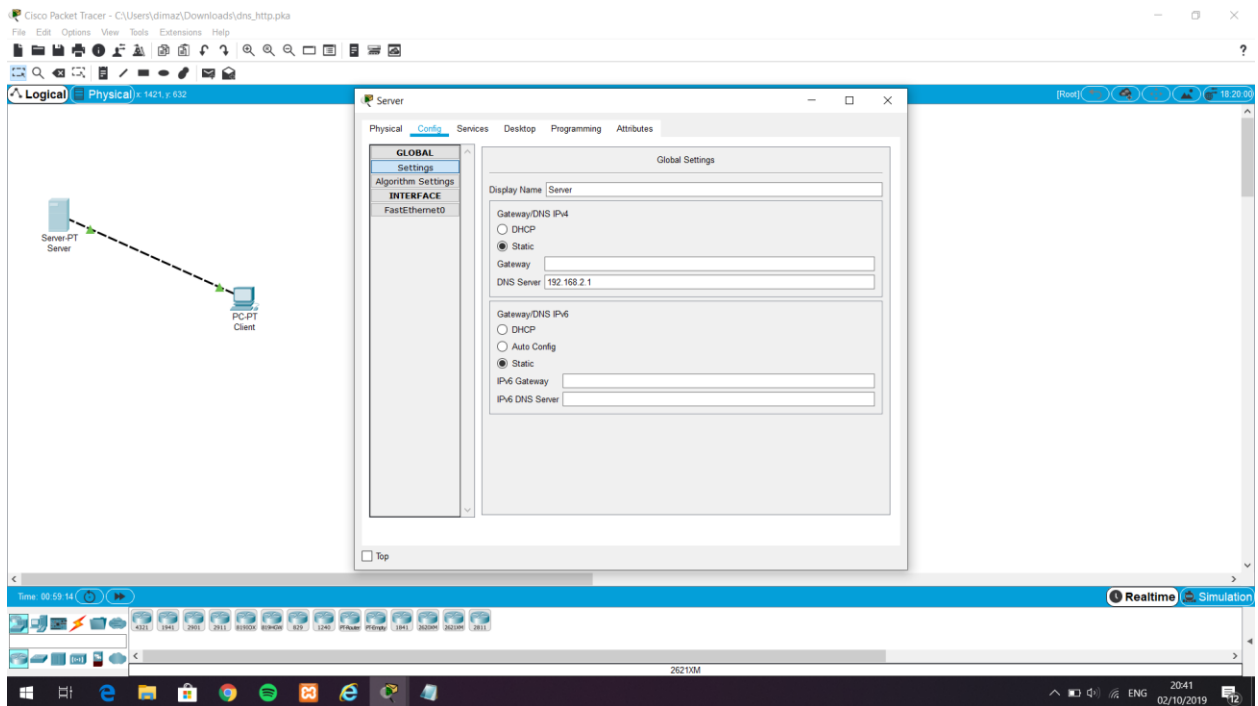 Cisco Packet Tracer - C:\Users\dimaz\Downloads\dns_http.pka
File Edit Options View Tools Extensions Help
?
Logical Physical x: 1421, y: 632
[Root] 18:20:00
Server
Physical Config Services Desktop Programming Attributes
GLOBAL
Settings
Algorithm Settings
INTERFACE
FastEthernet0
Global Settings
Display Name Server
Gateway/DNS IPv4
DHCP
Static
Gateway
DNS Server 192.168.2.1
Gateway/DNS IPv6
DHCP
Auto Config
Static
IPv6 Gateway
IPv6 DNS Server
Top
Server-PT
Server
PC-PT
Client
Time: 00:59:14
Realtime Simulation
4321 1941 2901 2911 819IOX 819HGW 829 1240 PT-Router PT-Empty 1841 2620XM 2621XM 2811
2621XM
ENG
20:41
02/10/2019
12